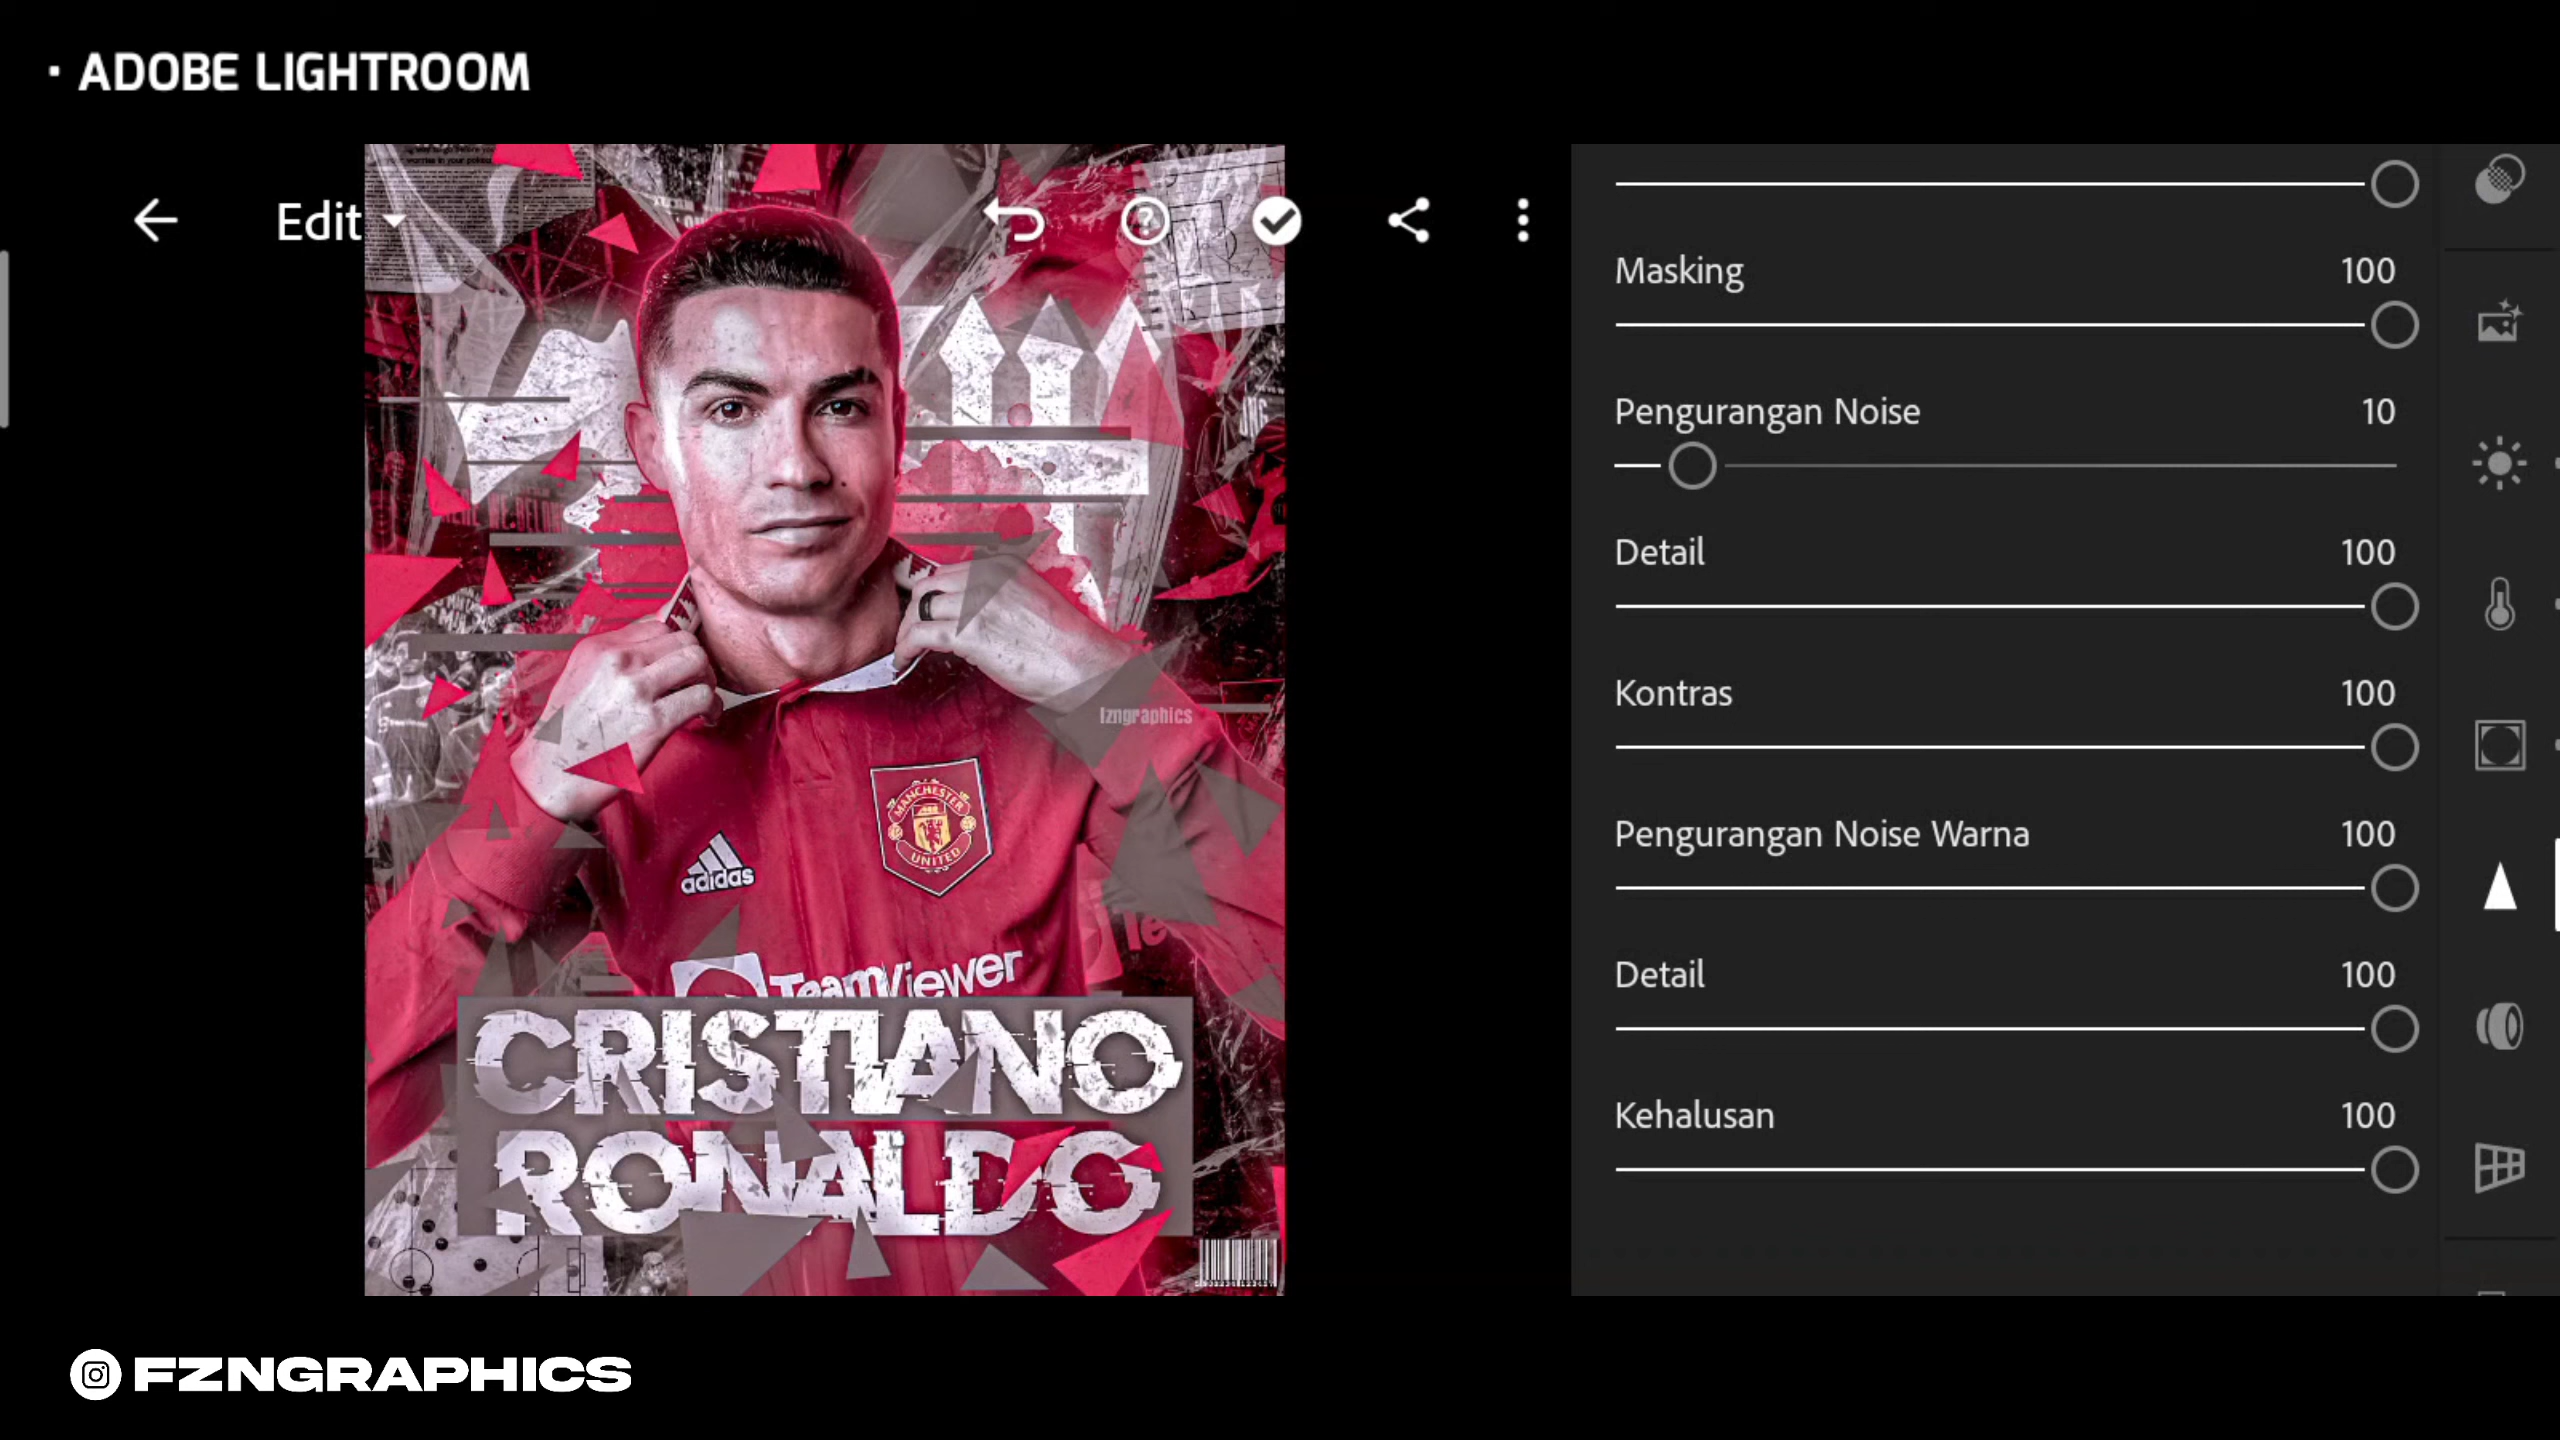 · ADOBE LIGHTROOM
Edit
Masking 100
Pengurangan Noise 10
Detail 100
Kontras 100
Pengurangan Noise Warna 100
Detail 100
Kehalusan 100
fzngraphics
MANCHESTER
UNITED
adidas
TeamViewer
CRISTIANO
RONALDO
FZNGRAPHICS